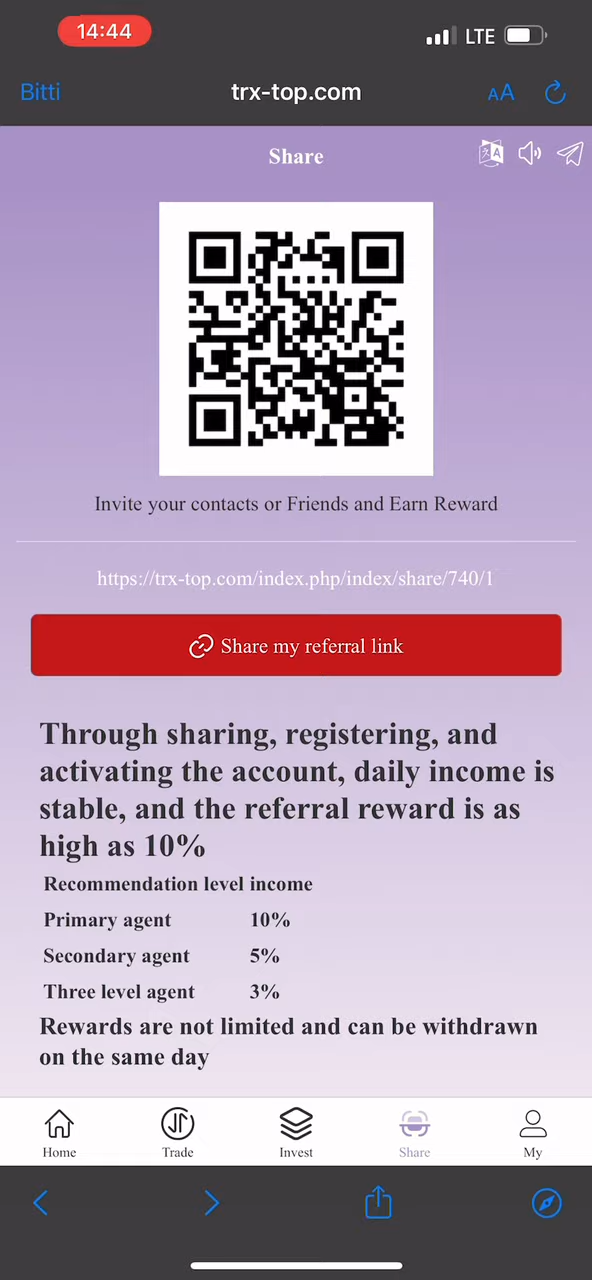 14:44
LTE
Bitti
trx-top.com
AA
Share
Invite your contacts or Friends and Earn Reward
https://trx-top.com/index.php/index/share/740/1
Share my referral link
Through sharing, registering, and
activating the account, daily income is
stable, and the referral reward is as
high as 10%
Recommendation level income
Primary agent 10%
Secondary agent 5%
Three level agent 3%
Rewards are not limited and can be withdrawn
on the same day
Home Trade Invest Share My